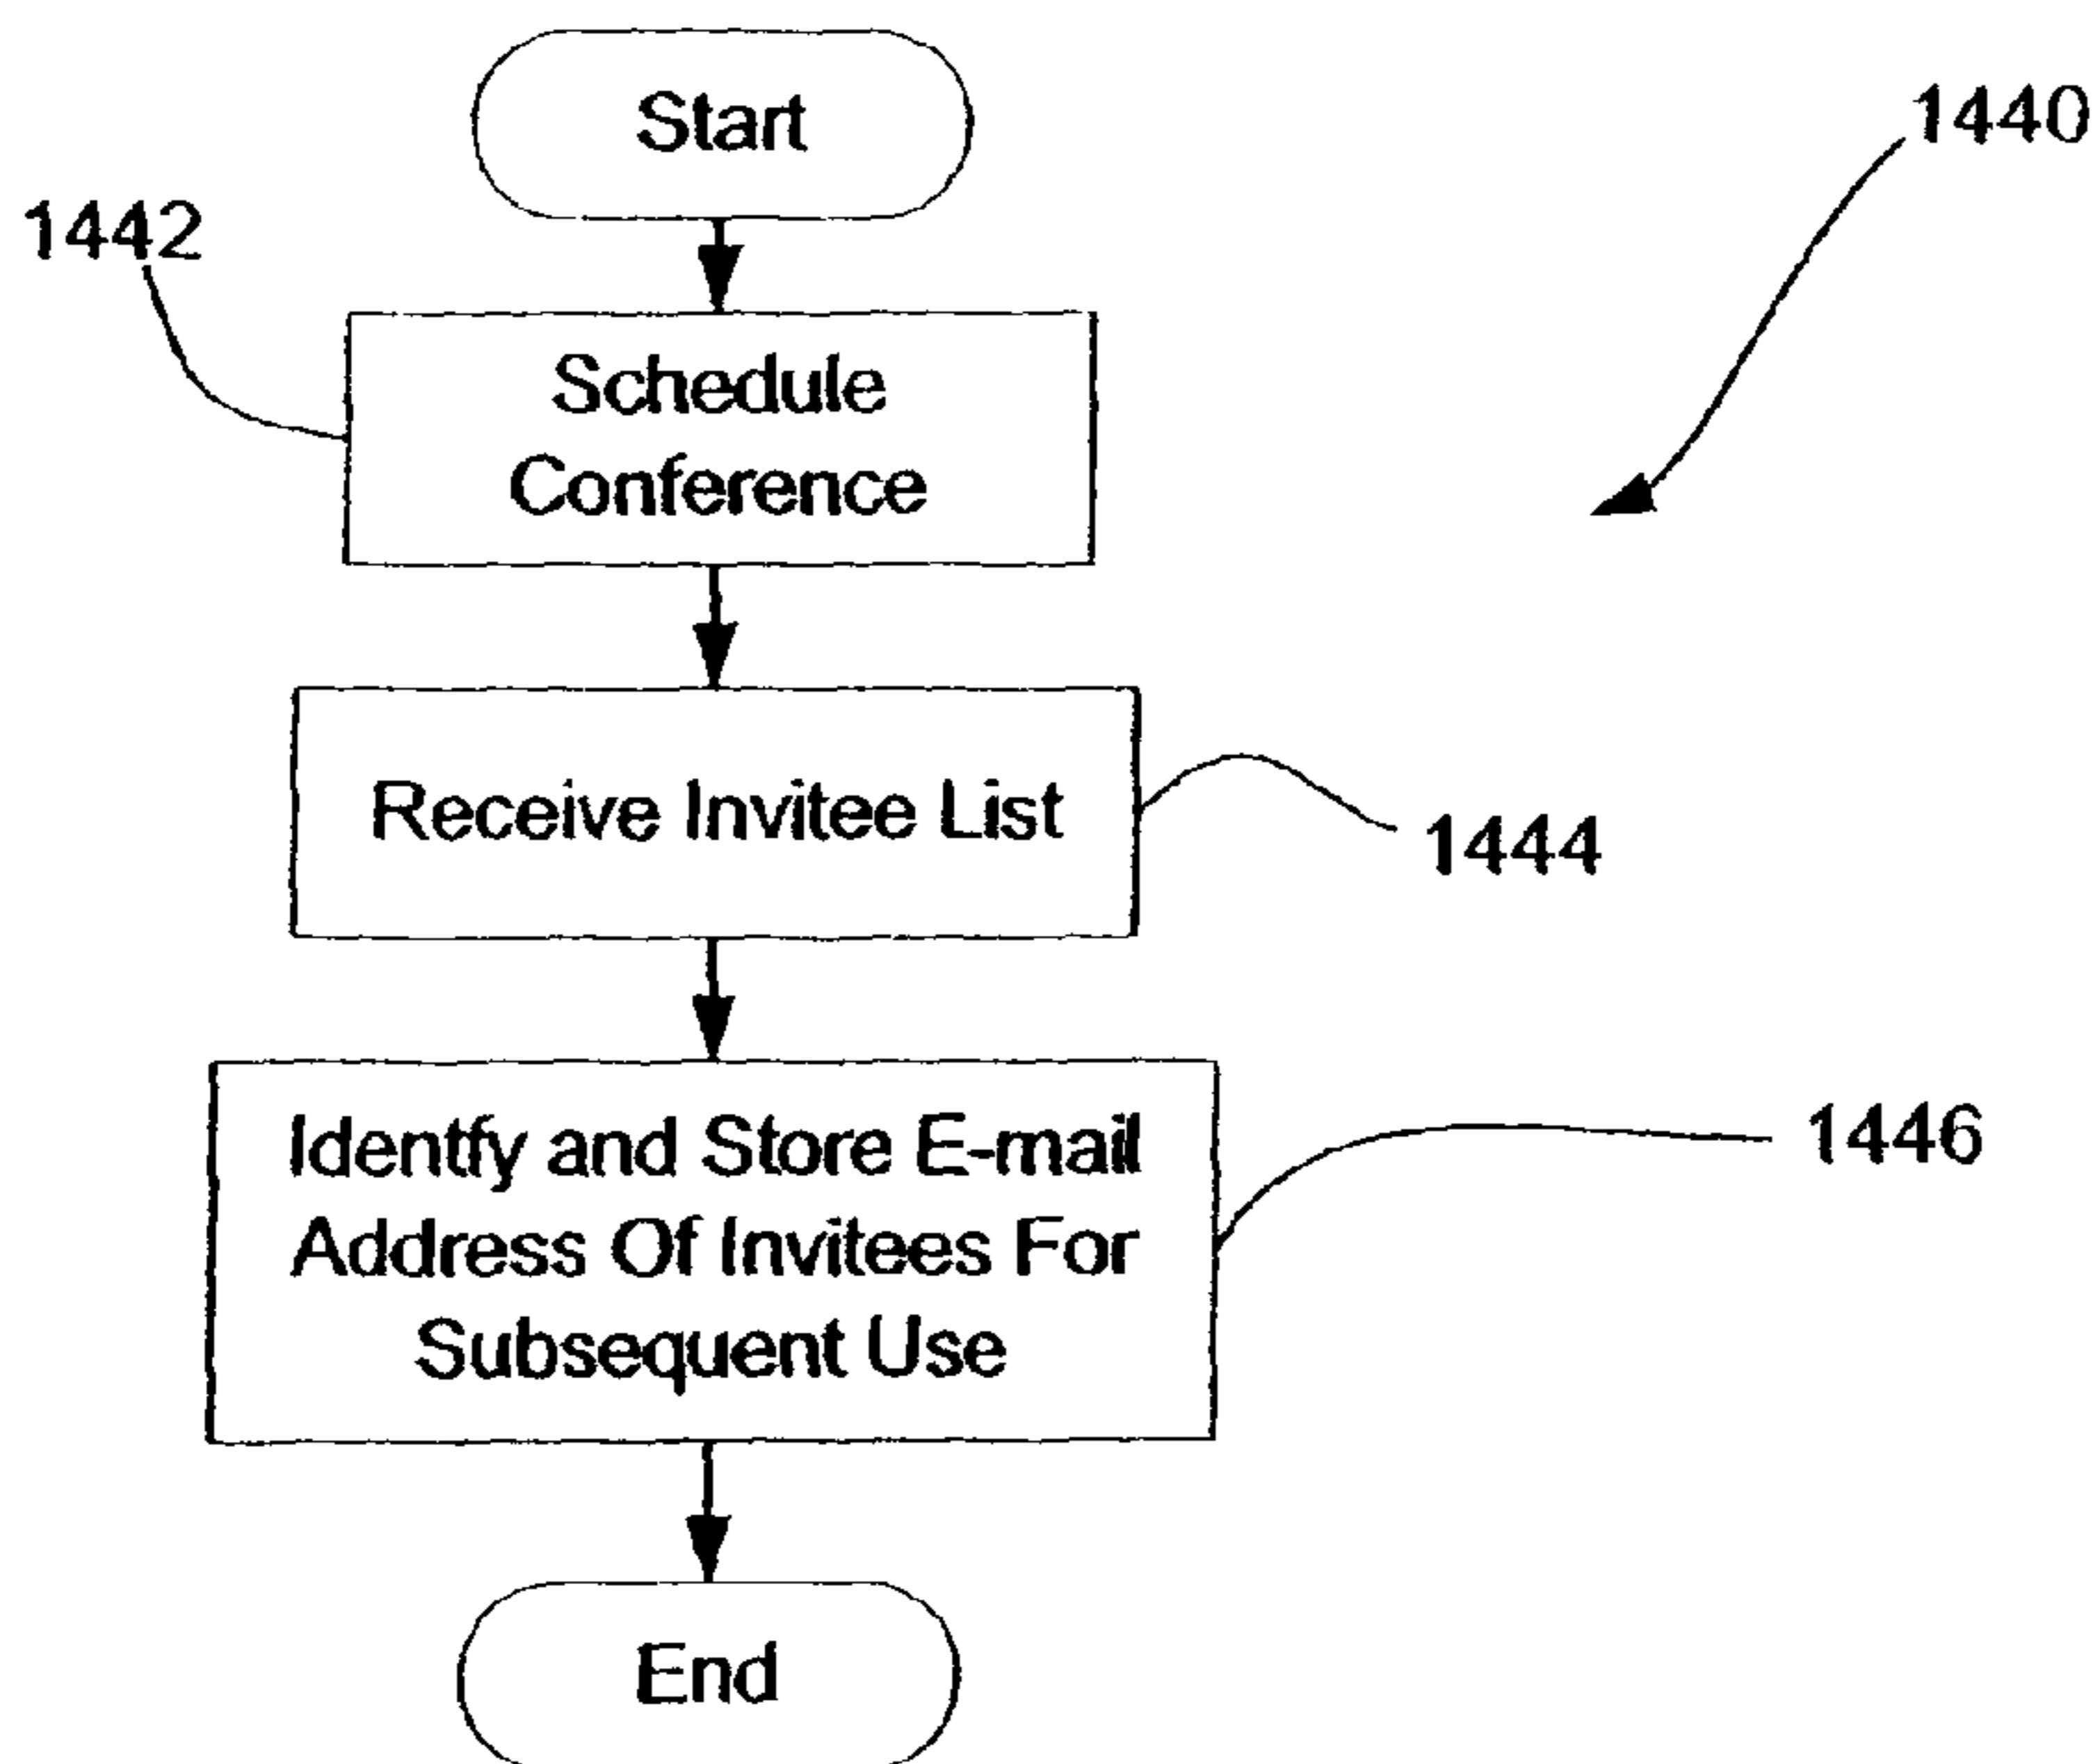 Start
1440
1442
Schedule
Conference
Receive Invitee List
1444
Identify and Store E-mail
Address Of Invitees For
Subsequent Use
1446
End